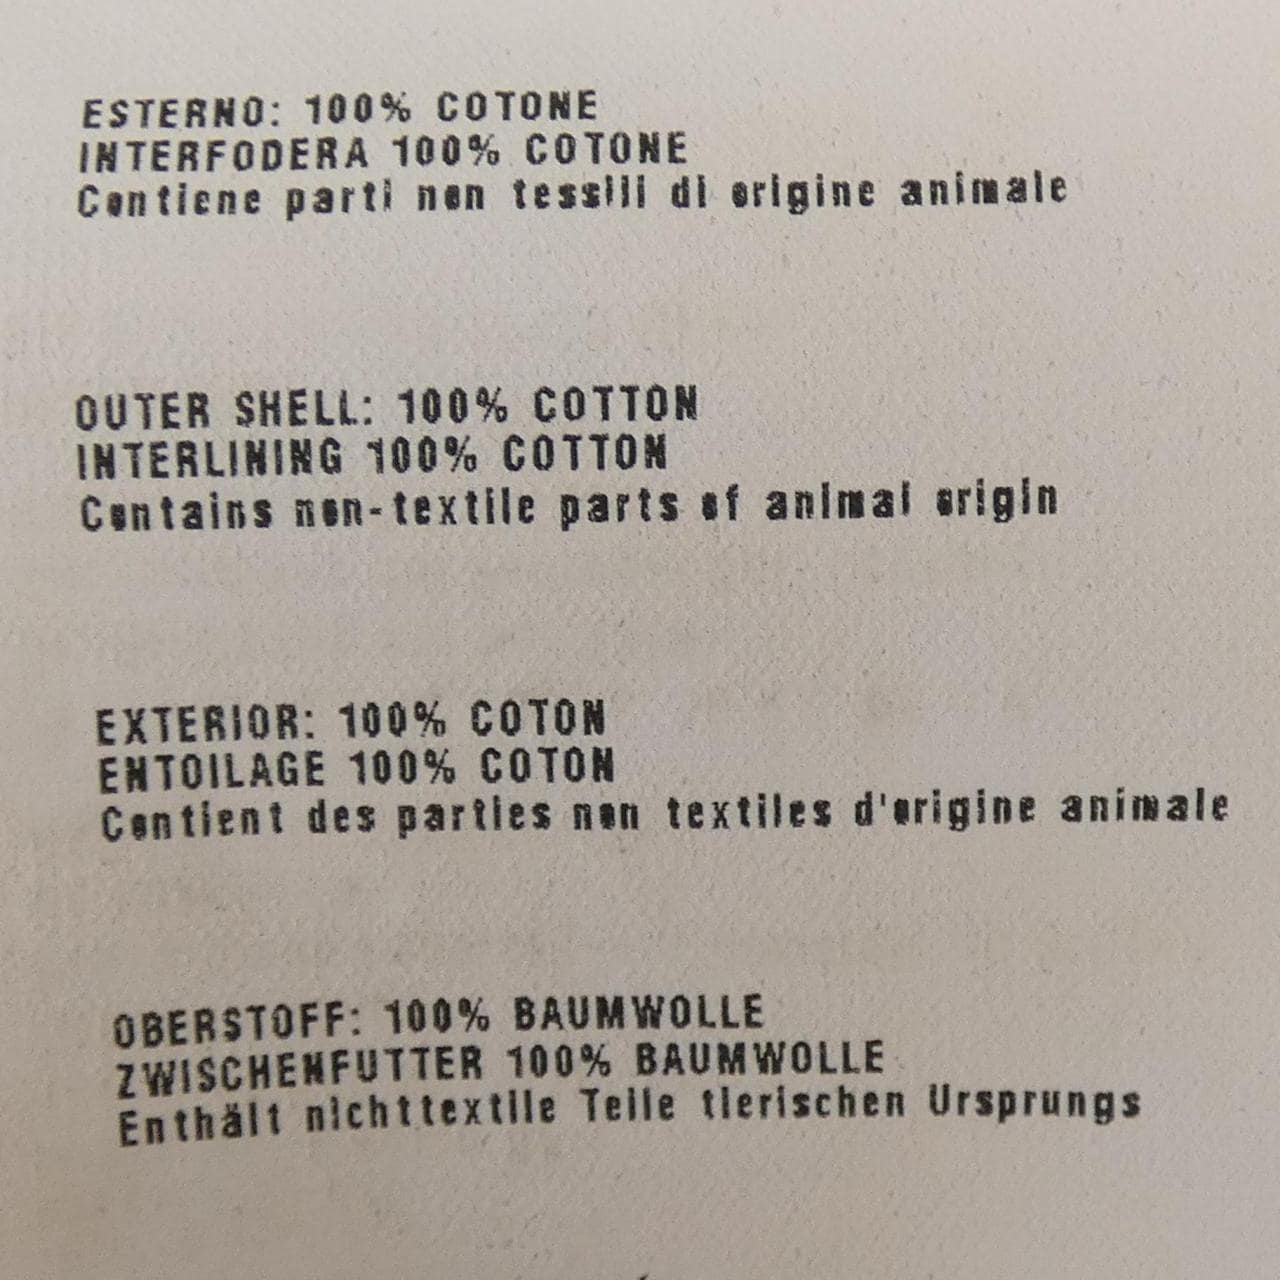 ESTERNO: 100% COTONE
INTERFODERA 100% COTONE
Contiene parti non tessili di origine animale
OUTER SHELL: 100% COTTON
INTERLINING 100% COTTON
Contains non-textile parts of animal origin
EXTERIOR: 100% COTON
ENTOILAGE 100% COTON
Contient des parties non textiles d'origine animale
OBERSTOFF: 100% BAUMWOLLE
ZWISCHENFUTTER 100% BAUMWOLLE
Enthält nichttextile Teile tierischen Ursprungs